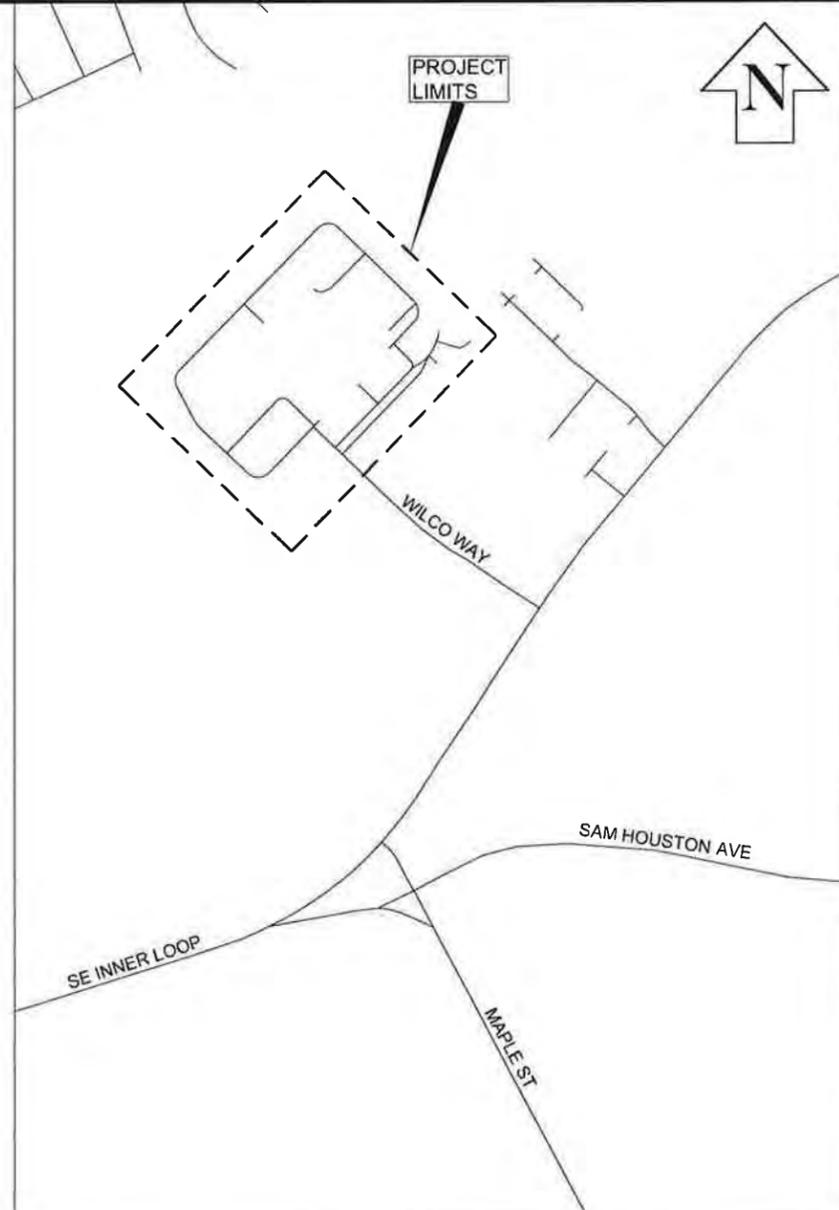 PROJECT
LIMITS
N
WILCO WAY
SAM HOUSTON AVE
SE INNER LOOP
MAPLE ST